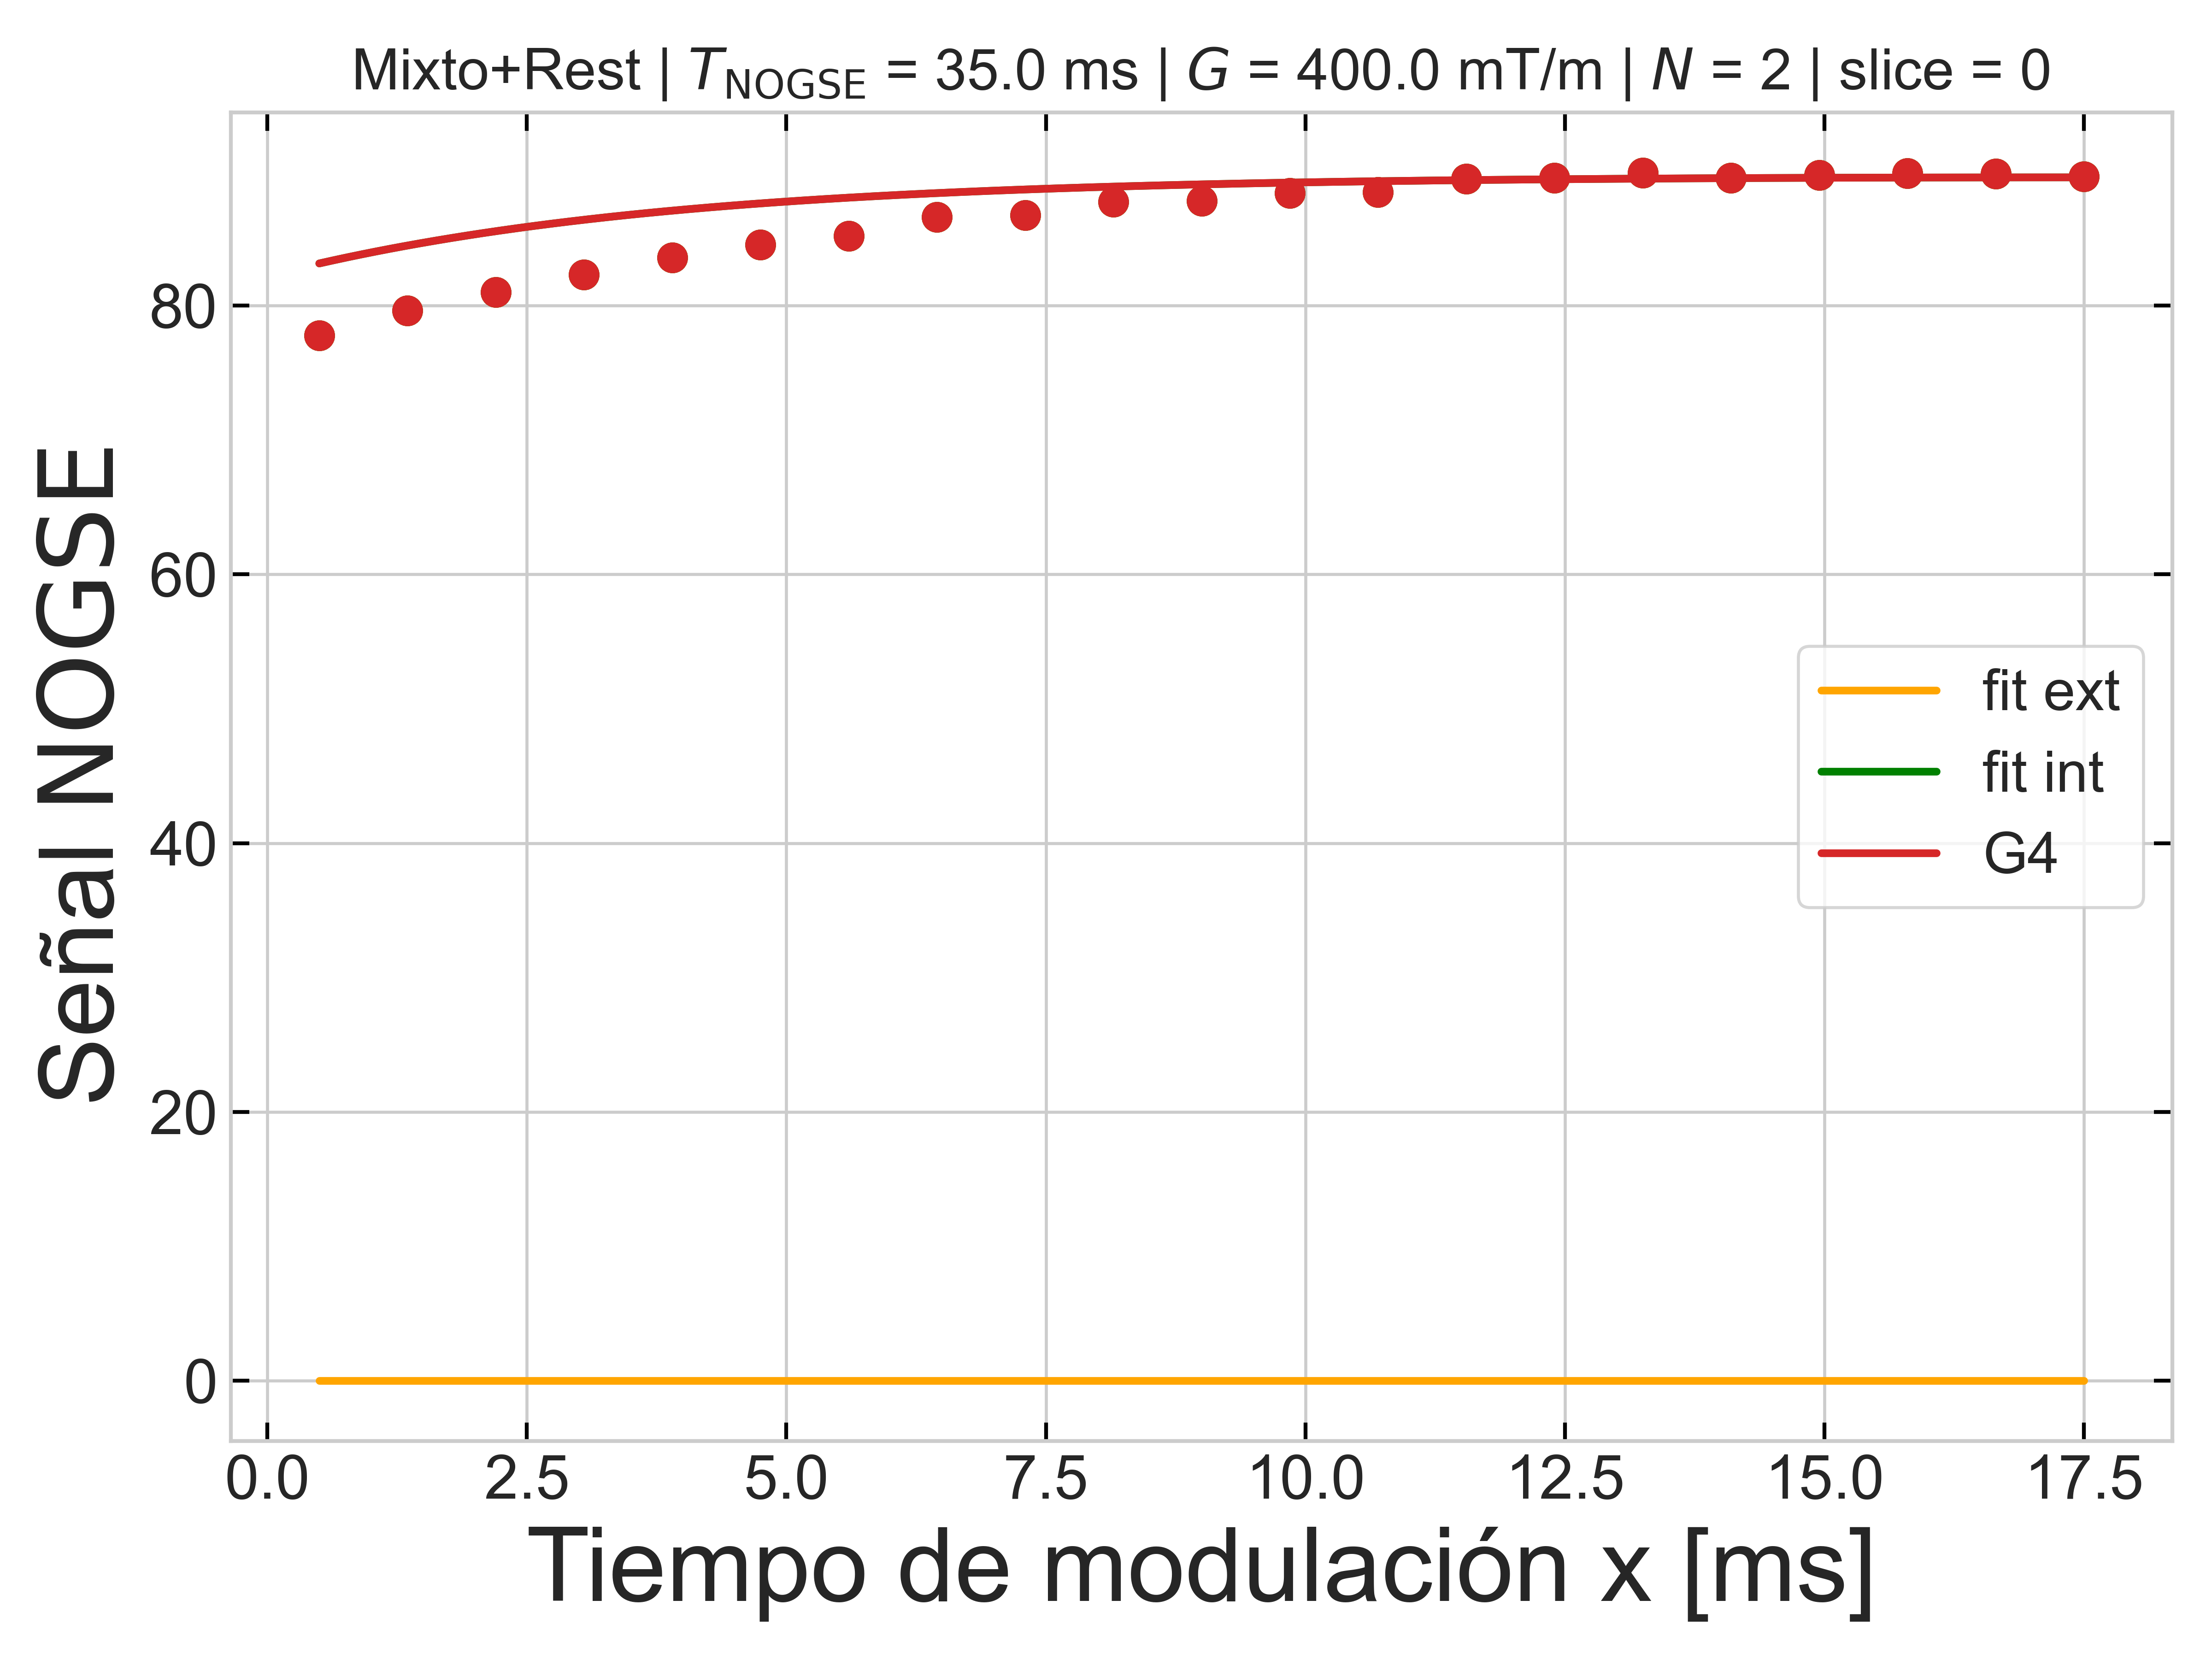 Mixto+Rest | T_NOGSE = 35.0 ms | G = 400.0 mT/m | N = 2 | slice = 0
Señal NOGSE
80
60
40
20
0
fit ext
fit int
G4
0.0 2.5 5.0 7.5 10.0 12.5 15.0 17.5
Tiempo de modulación x [ms]